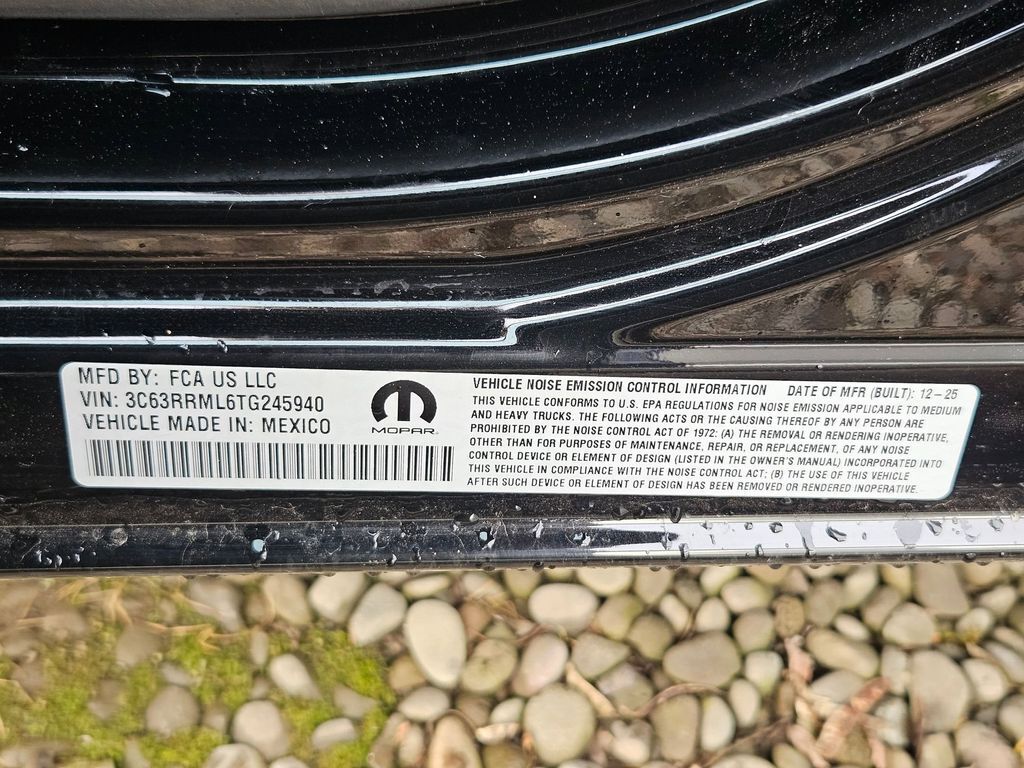 MFD BY: FCA US LLC
VIN: 3C63RRML6TG245940
VEHICLE MADE IN: MEXICO
MOPAR
VEHICLE NOISE EMISSION CONTROL INFORMATION DATE OF MFR (BUILT): 12-25
THIS VEHICLE CONFORMS TO U.S. EPA REGULATIONS FOR NOISE EMISSION APPLICABLE TO MEDIUM
AND HEAVY TRUCKS. THE FOLLOWING ACTS OR THE CAUSING THEREOF BY ANY PERSON ARE
PROHIBITED BY THE NOISE CONTROL ACT OF 1972: (A) THE REMOVAL OR RENDERING INOPERATIVE,
OTHER THAN FOR PURPOSES OF MAINTENANCE, REPAIR, OR REPLACEMENT, OF ANY NOISE
CONTROL DEVICE OR ELEMENT OF DESIGN (LISTED IN THE OWNER'S MANUAL) INCORPORATED INTO
THIS VEHICLE IN COMPLIANCE WITH THE NOISE CONTROL ACT; (B) THE USE OF THIS VEHICLE
AFTER SUCH DEVICE OR ELEMENT OF DESIGN HAS BEEN REMOVED OR RENDERED INOPERATIVE.